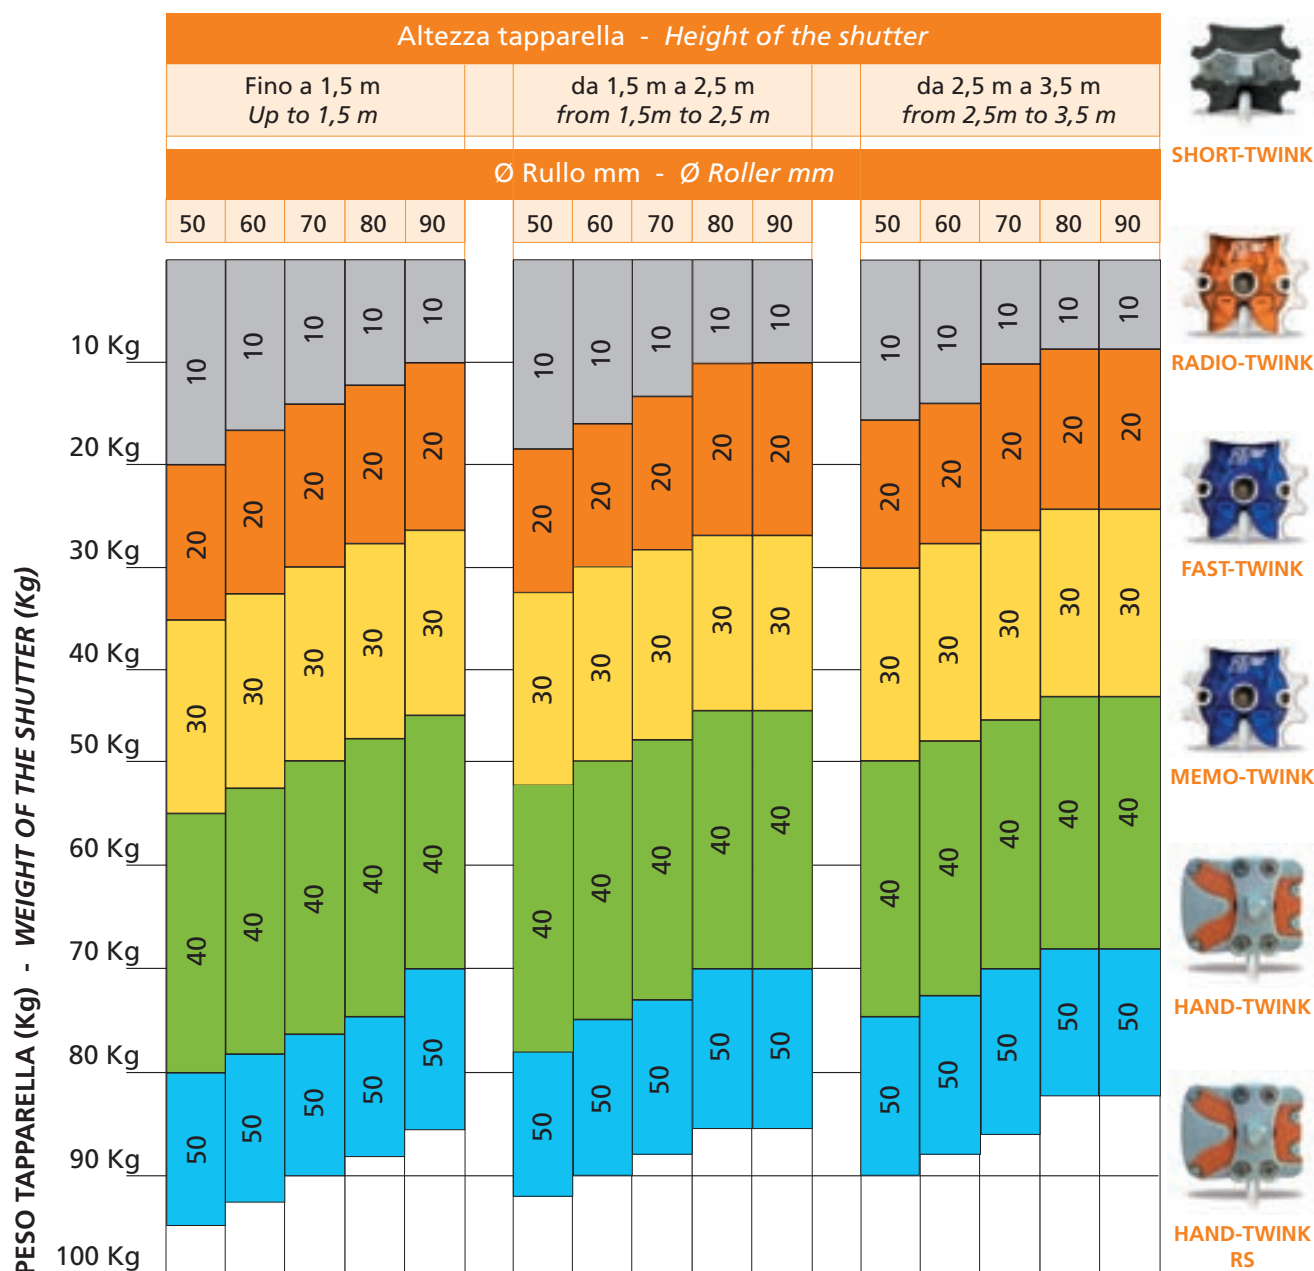 Altezza tapparella - Height of the shutter
Fino a 1,5 m
Up to 1,5 m
da 1,5 m a 2,5 m
from 1,5m to 2,5 m
da 2,5 m a 3,5 m
from 2,5m to 3,5 m
Ø Rullo mm - Ø Roller mm
50 60 70 80 90 50 60 70 80 90 50 60 70 80 90
PESO TAPPARELLA (Kg) - WEIGHT OF THE SHUTTER (Kg)
10 Kg
20 Kg
30 Kg
40 Kg
50 Kg
60 Kg
70 Kg
80 Kg
90 Kg
100 Kg
10 10 10 10 10 10 10 10 10 10 10 10 10 10 10
20 20 20 20 20 20 20 20 20 20 20 20 20 20 20
30 30 30 30 30 30 30 30 30 30 30 30 30 30 30
40 40 40 40 40 40 40 40 40 40 40 40 40 40 40
50 50 50 50 50 50 50 50 50 50 50 50 50 50 50
SHORT-TWINK
RADIO-TWINK
FAST-TWINK
MEMO-TWINK
HAND-TWINK
HAND-TWINK
RS